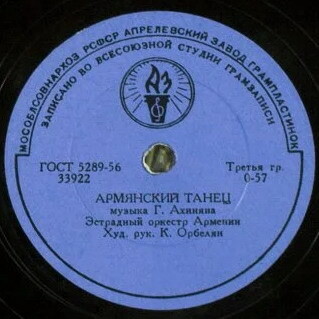 МОСОБЛСОВНАРХОЗ РСФСР АПРЕЛЕВСКИЙ ЗАВОД ГРАМПЛАСТИНОК
ЗАПИСАНО ВО ВСЕСОЮЗНОЙ СТУДИИ ГРАМЗАПИСИ
АЗ
ГОСТ 5289-56
33922
Третья гр.
0-57
АРМЯНСКИЙ ТАНЕЦ
музыка Г. Ахиняна
Эстрадный оркестр Армении
Худ. рук. К. Орбелян